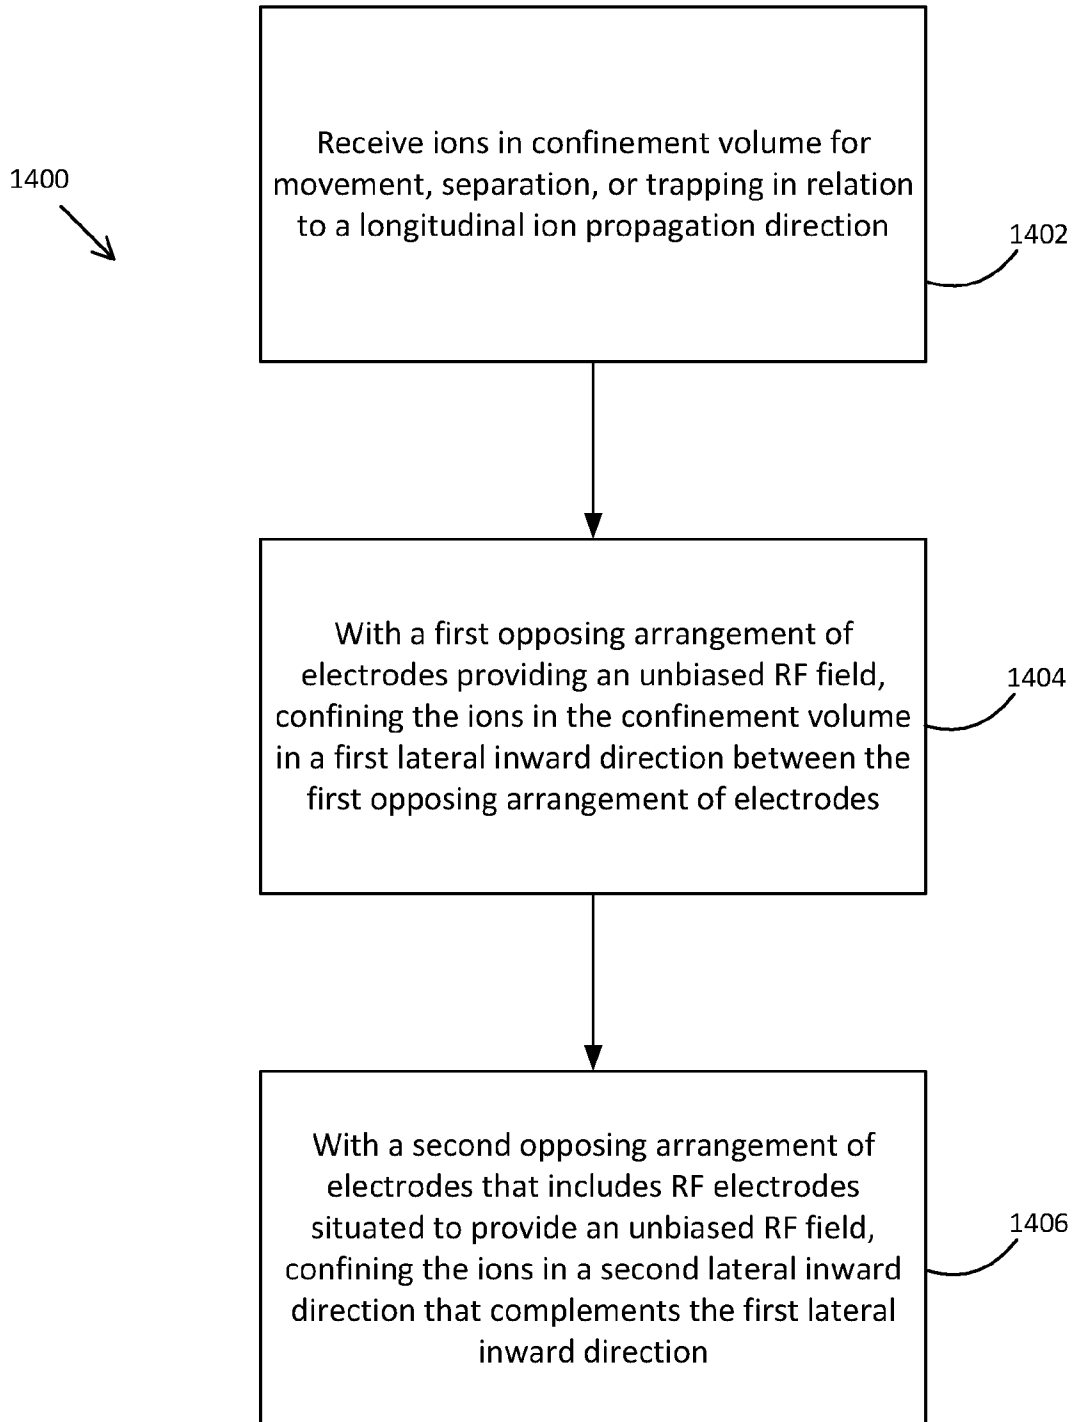 Receive ions in confinement volume for
movement, separation, or trapping in relation
to a longitudinal ion propagation direction
1400
1402
With a first opposing arrangement of
electrodes providing an unbiased RF field,
confining the ions in the confinement volume
in a first lateral inward direction between the
first opposing arrangement of electrodes
1404
With a second opposing arrangement of
electrodes that includes RF electrodes
situated to provide an unbiased RF field,
confining the ions in a second lateral inward
direction that complements the first lateral
inward direction
1406